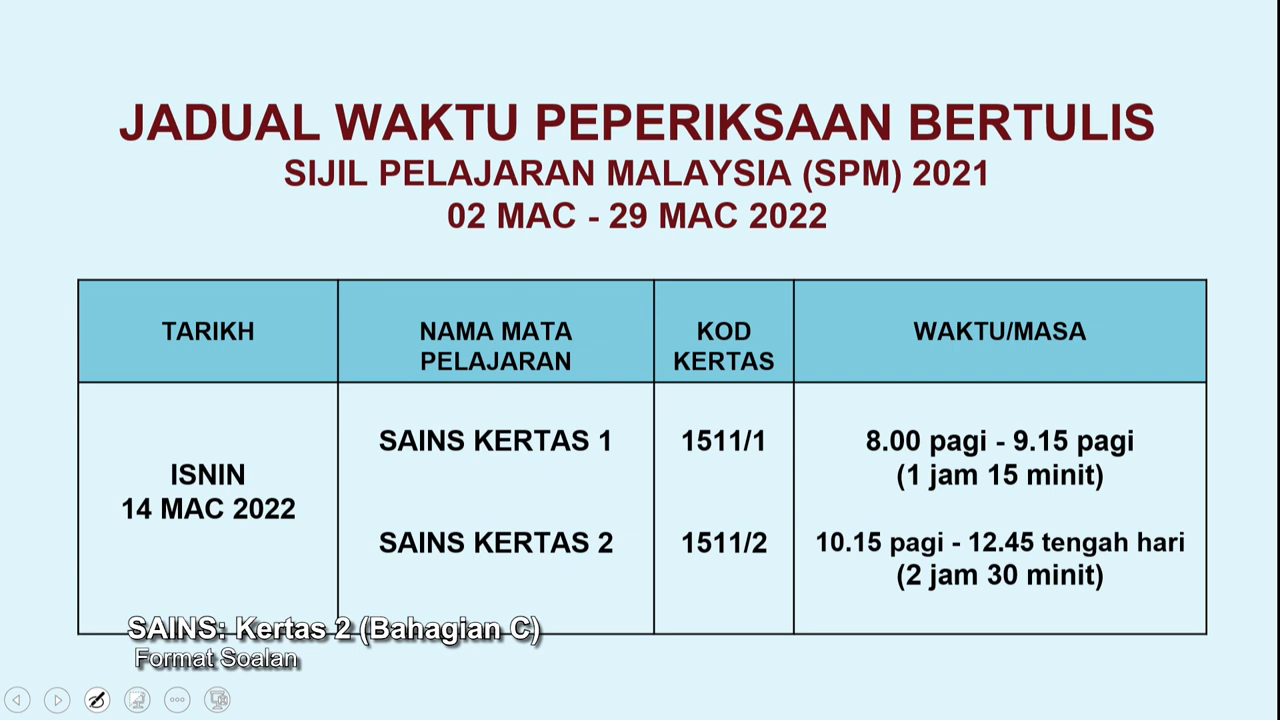 JADUAL WAKTU PEPERIKSAAN BERTULIS
SIJIL PELAJARAN MALAYSIA (SPM) 2021
02 MAC - 29 MAC 2022
TARIKH
NAMA MATA
PELAJARAN
KOD
KERTAS
WAKTU/MASA
ISNIN
14 MAC 2022
SAINS KERTAS 1
1511/1
8.00 pagi - 9.15 pagi
(1 jam 15 minit)
SAINS KERTAS 2
1511/2
10.15 pagi - 12.45 tengah hari
(2 jam 30 minit)
SAINS: Kertas 2 (Bahagian C)
Format Soalan